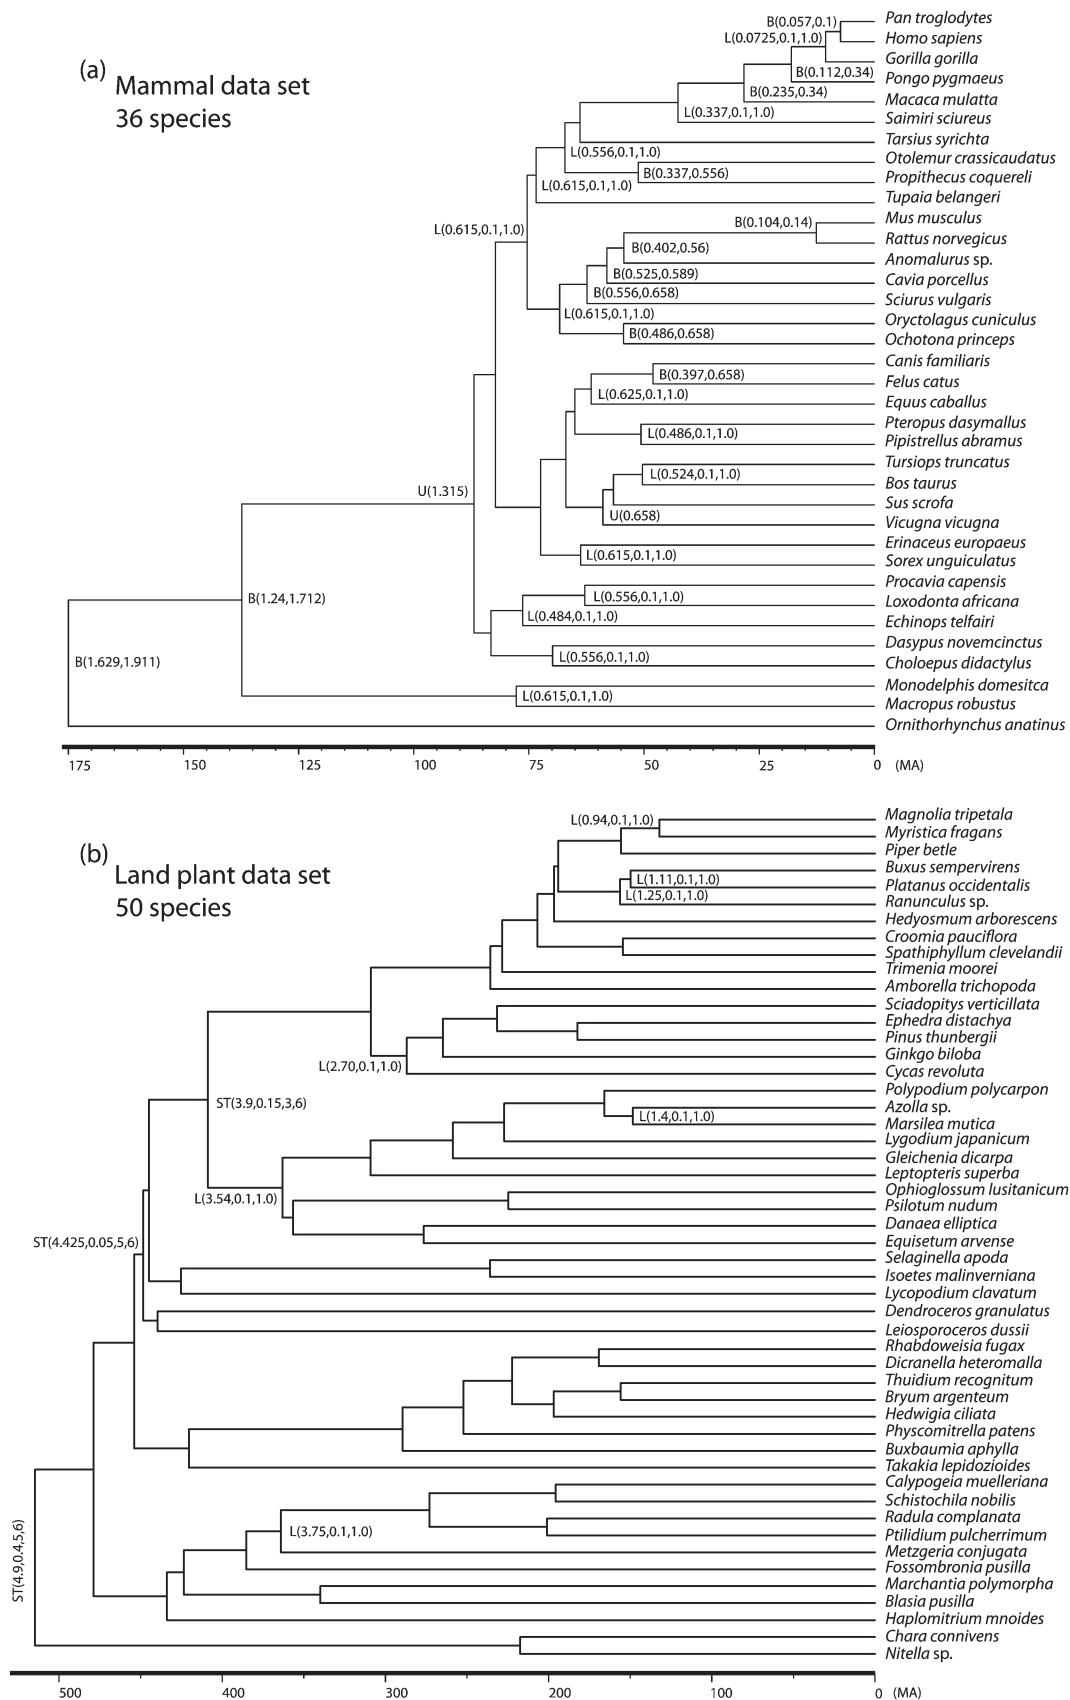 B(0.057,0.1)
Pan troglodytes
L(0.0725,0.1,1.0)
Homo sapiens
Gorilla gorilla
(a)
Mammal data set
36 species
B(0.112,0.34)
Pongo pygmaeus
B(0.235,0.34)
Macaca mulatta
L(0.337,0.1,1.0)
Saimiri sciureus
Tarsius syrichta
L(0.556,0.1,1.0)
Otolemur crassicaudatus
B(0.337,0.556)
Propithecus coquereli
L(0.615,0.1,1.0)
Tupaia belangeri
B(0.104,0.14)
Mus musculus
L(0.615,0.1,1.0)
Rattus norvegicus
B(0.402,0.56)
Anomalurus sp.
B(0.525,0.589)
Cavia porcellus
B(0.556,0.658)
Sciurus vulgaris
L(0.615,0.1,1.0)
Oryctolagus cuniculus
B(0.486,0.658)
Ochotona princeps
Canis familiaris
B(0.397,0.658)
Felus catus
L(0.625,0.1,1.0)
Equus caballus
Pteropus dasymallus
L(0.486,0.1,1.0)
Pipistrellus abramus
Tursiops truncatus
L(0.524,0.1,1.0)
Bos taurus
U(1.315)
Sus scrofa
U(0.658)
Vicugna vicugna
Erinaceus europaeus
L(0.615,0.1,1.0)
Sorex unguiculatus
Procavia capensis
L(0.556,0.1,1.0)
Loxodonta africana
B(1.24,1.712)
L(0.484,0.1,1.0)
Echinops telfairi
Dasypus novemcinctus
L(0.556,0.1,1.0)
Choloepus didactylus
B(1.629,1.911)
Monodelphis domesitca
L(0.615,0.1,1.0)
Macropus robustus
Ornithorhynchus anatinus
175 150 125 100 75 50 25 0 (MA)
(b)
Land plant data set
50 species
L(0.94,0.1,1.0)
Magnolia tripetala
Myristica fragans
Piper betle
Buxus sempervirens
L(1.11,0.1,1.0)
Platanus occidentalis
L(1.25,0.1,1.0)
Ranunculus sp.
Hedyosmum arborescens
Croomia pauciflora
Spathiphyllum clevelandii
Trimenia moorei
Amborella trichopoda
Sciadopitys verticillata
Ephedra distachya
Pinus thunbergii
Ginkgo biloba
L(2.70,0.1,1.0)
Cycas revoluta
Polypodium polycarpon
ST(3.9,0.15,3,6)
Azolla sp.
L(1.4,0.1,1.0)
Marsilea mutica
Lygodium japanicum
Gleichenia dicarpa
Leptopteris superba
L(3.54,0.1,1.0)
Ophioglossum lusitanicum
Psilotum nudum
Danaea elliptica
ST(4.425,0.05,5,6)
Equisetum arvense
Selaginella apoda
Isoetes malinverniana
Lycopodium clavatum
Dendroceros granulatus
Leiosporoceros dussii
Rhabdoweisia fugax
Dicranella heteromalla
Thuidium recognitum
Bryum argenteum
Hedwigia ciliata
Physcomitrella patens
Buxbaumia aphylla
Takakia lepidozioides
Calypogeia muelleriana
Schistochila nobilis
Radula complanata
L(3.75,0.1,1.0)
Ptilidium pulcherrimum
Metzgeria conjugata
ST(4.9,0.4,5,6)
Fossombronia pusilla
Marchantia polymorpha
Blasia pusilla
Haplomitrium mnoides
Chara connivens
Nitella sp.
500 400 300 200 100 0 (MA)